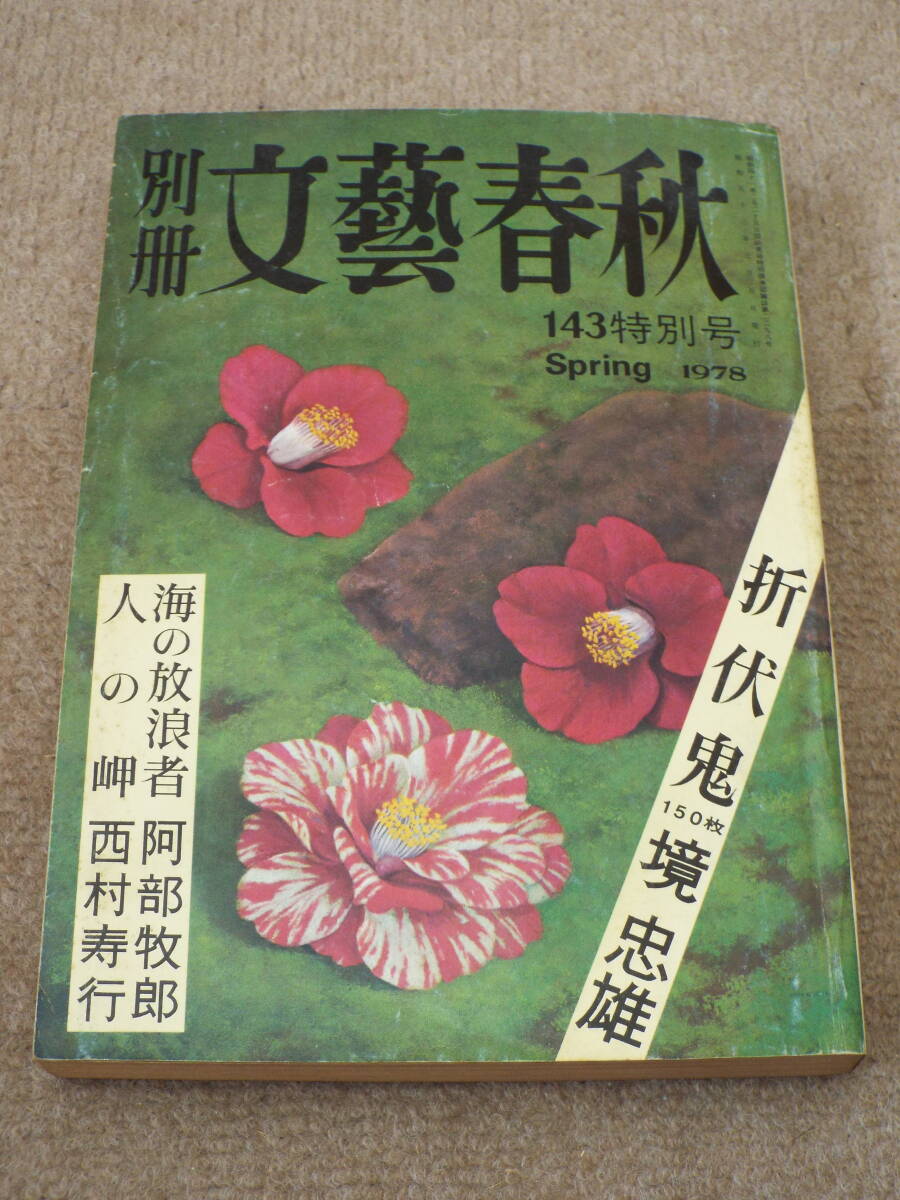 別冊 文藝春秋
143特別号
Spring 1978
折伏鬼 150枚 境忠雄
海の放浪者 阿部牧郎
人の岬 西村寿行